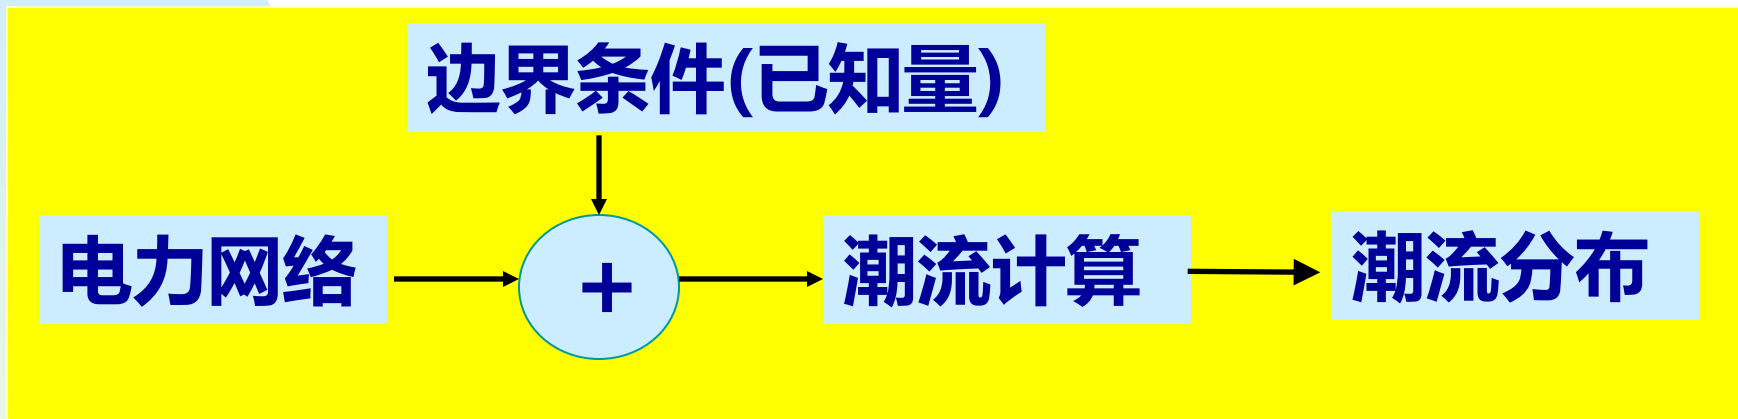 边界条件(已知量)
电力网络
+
潮流计算
潮流分布